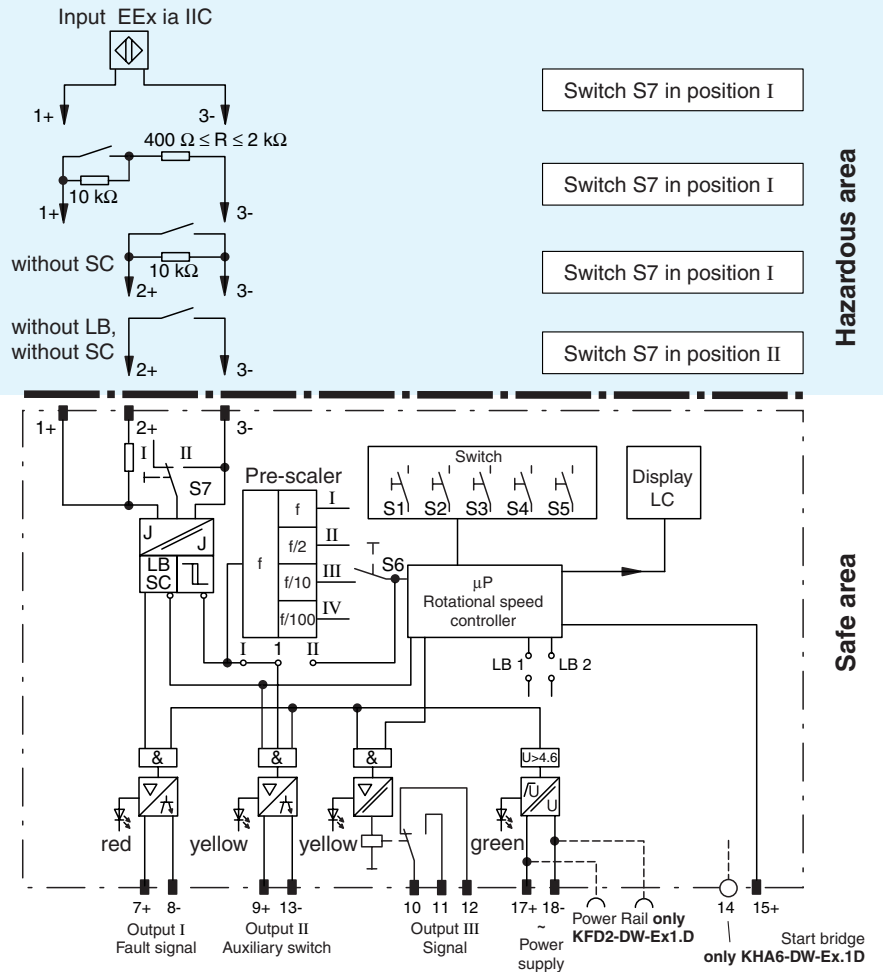 Input EEx ia IIC
1+
3-
Switch S7 in position I
400 Ω ≤ R ≤ 2 kΩ
10 kΩ
1+
3-
Switch S7 in position I
without SC
10 kΩ
2+
3-
Switch S7 in position I
without LB,
without SC
2+
3-
Switch S7 in position II
Hazardous area
1+
2+
3-
I
II
S7
J
J
LB
SC
Pre-scaler
f
f
I
f/2
II
f/10
III
f/100
IV
S6
I
1
II
Switch
S1
S2
S3
S4
S5
Display
LC
µP
Rotational speed
controller
LB 1
LB 2
Safe area
&
&
&
U>4.6
U
U
red
yellow
yellow
green
7+
8-
9+
13-
10
11
12
17+
18-
14
15+
Output I
Fault signal
Output II
Auxiliary switch
Output III
Signal
~
Power
supply
Power Rail only
KFD2-DW-Ex1.D
Start bridge
only KHA6-DW-Ex.1D